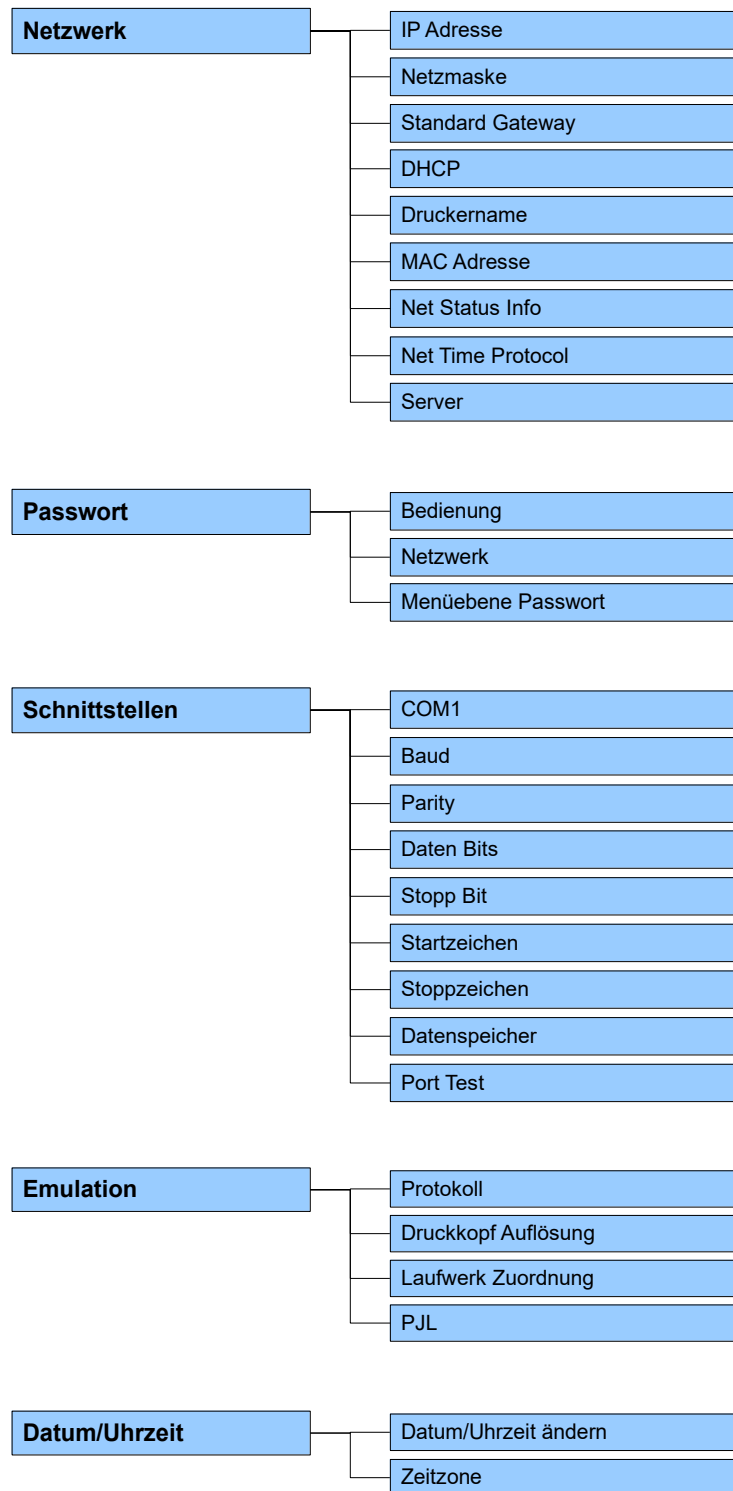 Netzwerk
IP Adresse
Netzmaske
Standard Gateway
DHCP
Druckername
MAC Adresse
Net Status Info
Net Time Protocol
Server
Passwort
Bedienung
Netzwerk
Menüebene Passwort
Schnittstellen
COM1
Baud
Parity
Daten Bits
Stopp Bit
Startzeichen
Stoppzeichen
Datenspeicher
Port Test
Emulation
Protokoll
Druckkopf Auflösung
Laufwerk Zuordnung
PJL
Datum/Uhrzeit
Datum/Uhrzeit ändern
Zeitzone